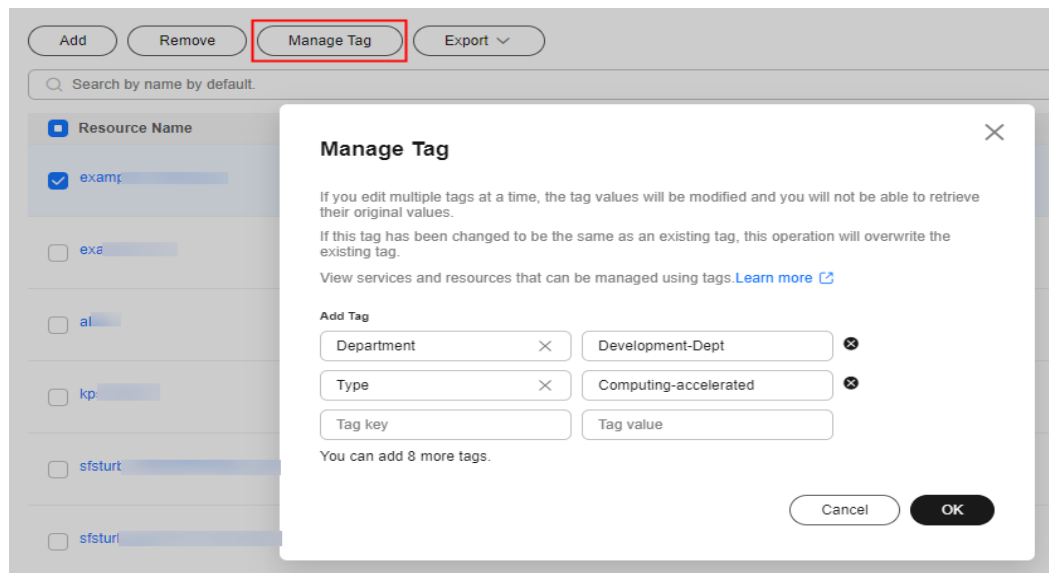 Add Remove Manage Tag Export
Search by name by default.
Resource Name
Manage Tag
If you edit multiple tags at a time, the tag values will be modified and you will not be able to retrieve
their original values.
If this tag has been changed to be the same as an existing tag, this operation will overwrite the
existing tag.
View services and resources that can be managed using tags.Learn more
Add Tag
Department Development-Dept
Type Computing-accelerated
Tag key Tag value
You can add 8 more tags.
Cancel OK